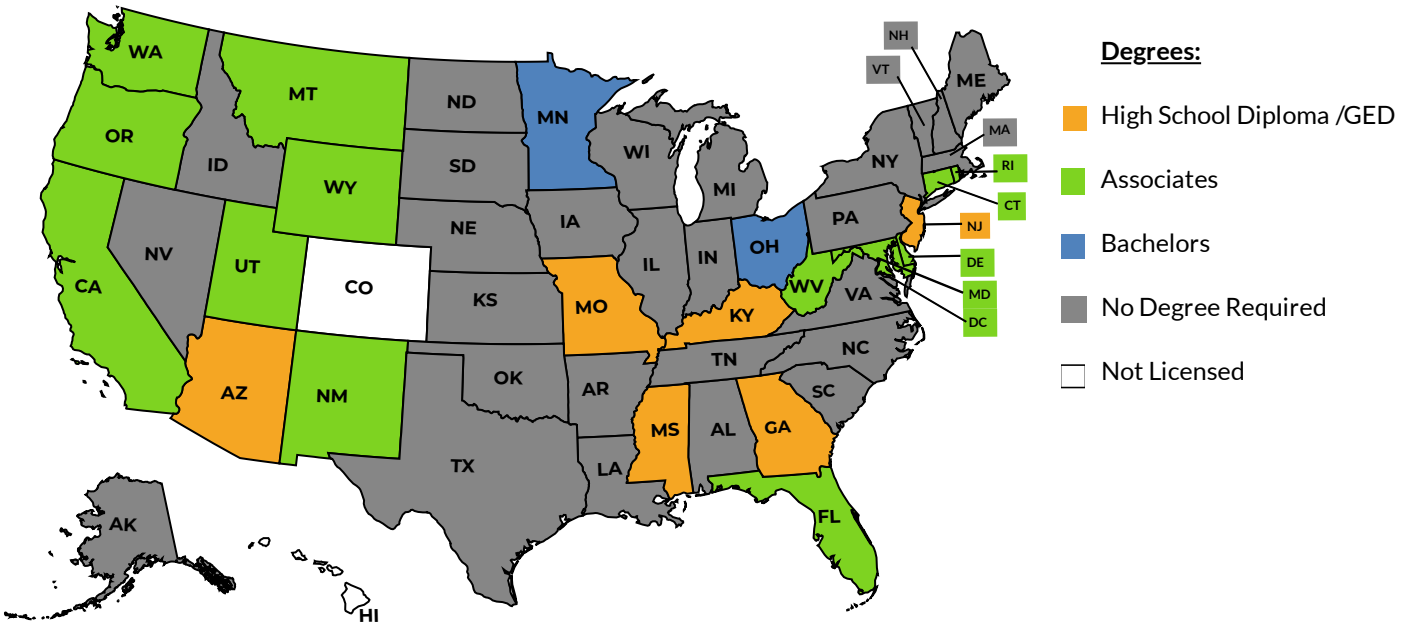 WA
MT
ND
MN
OR
ID
WY
SD
WI
MI
NY
VT
NH
ME
MA
RI
CT
NJ
DE
MD
DC
NV
UT
CO
NE
IA
IL
IN
OH
PA
WV
VA
CA
KS
MO
KY
AZ
NM
OK
AR
TN
NC
SC
TX
LA
MS
AL
GA
FL
AK
HI
Degrees:
High School Diploma /GED
Associates
Bachelors
No Degree Required
Not Licensed